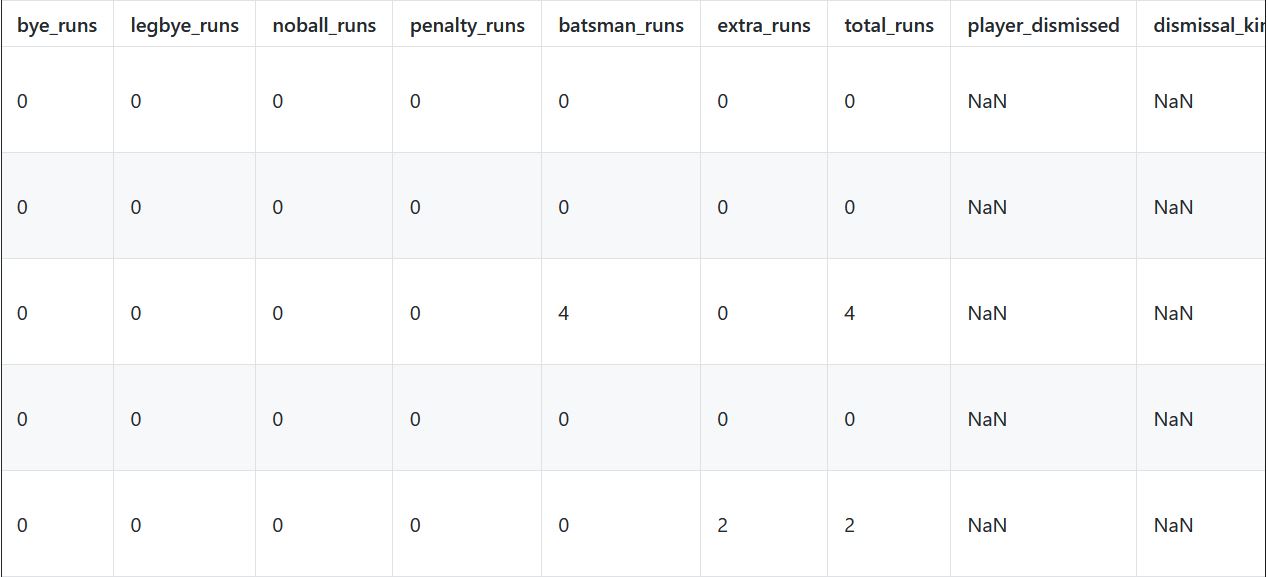 bye_runs legbye_runs noball_runs penalty_runs batsman_runs extra_runs total_runs player_dismissed
0 0 0 0 0 0 0 NaN NaN
0 0 0 0 0 0 0 NaN NaN
0 0 0 0 4 0 4 NaN NaN
0 0 0 0 0 0 0 NaN NaN
0 0 0 0 0 2 2 NaN NaN